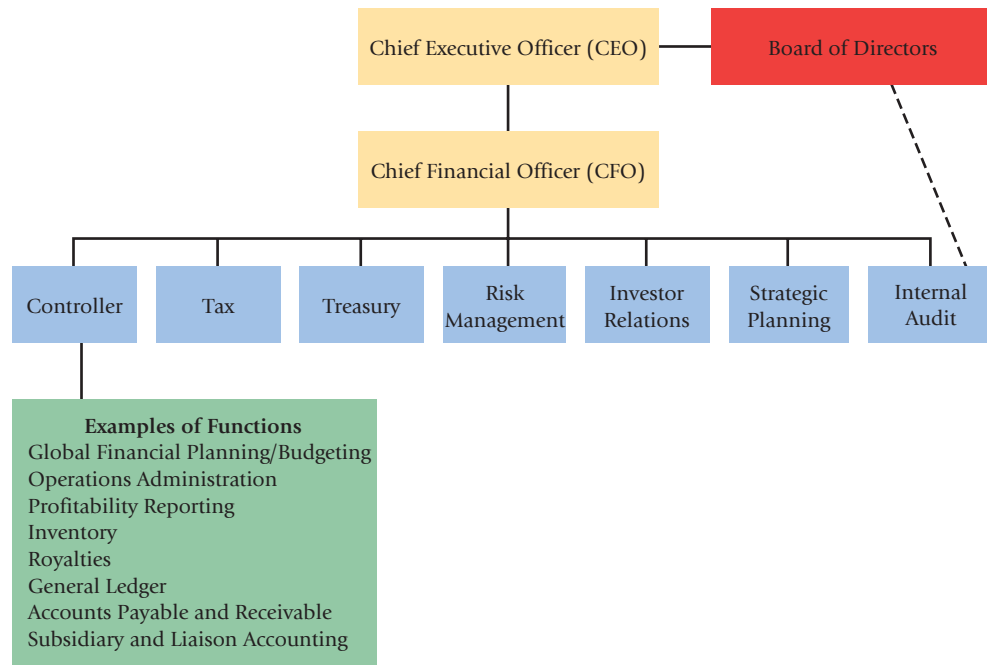 Chief Executive Officer (CEO)
Board of Directors
Chief Financial Officer (CFO)
Controller
Tax
Treasury
Risk
Management
Investor
Relations
Strategic
Planning
Internal
Audit
Examples of Functions
Global Financial Planning/Budgeting
Operations Administration
Profitability Reporting
Inventory
Royalties
General Ledger
Accounts Payable and Receivable
Subsidiary and Liaison Accounting